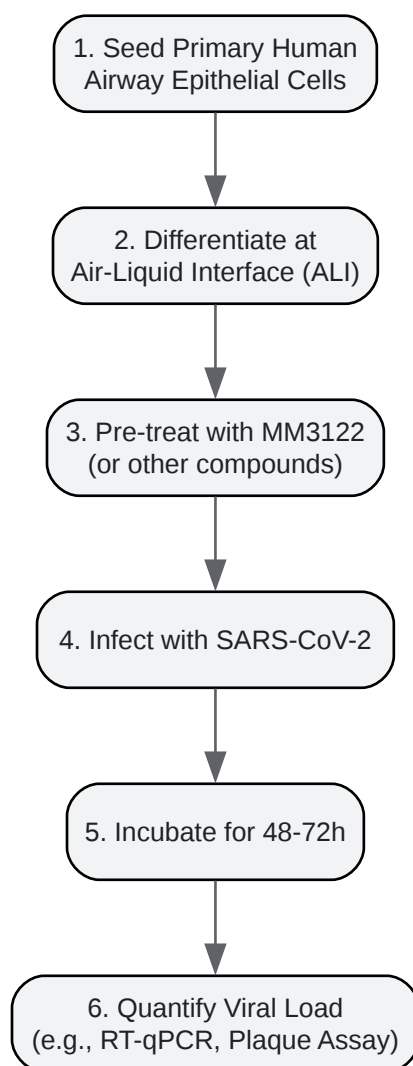 1. Seed Primary Human
Airway Epithelial Cells
2. Differentiate at
Air-Liquid Interface (ALI)
3. Pre-treat with MM3122
(or other compounds)
4. Infect with SARS-CoV-2
5. Incubate for 48-72h
6. Quantify Viral Load
(e.g., RT-qPCR, Plaque Assay)